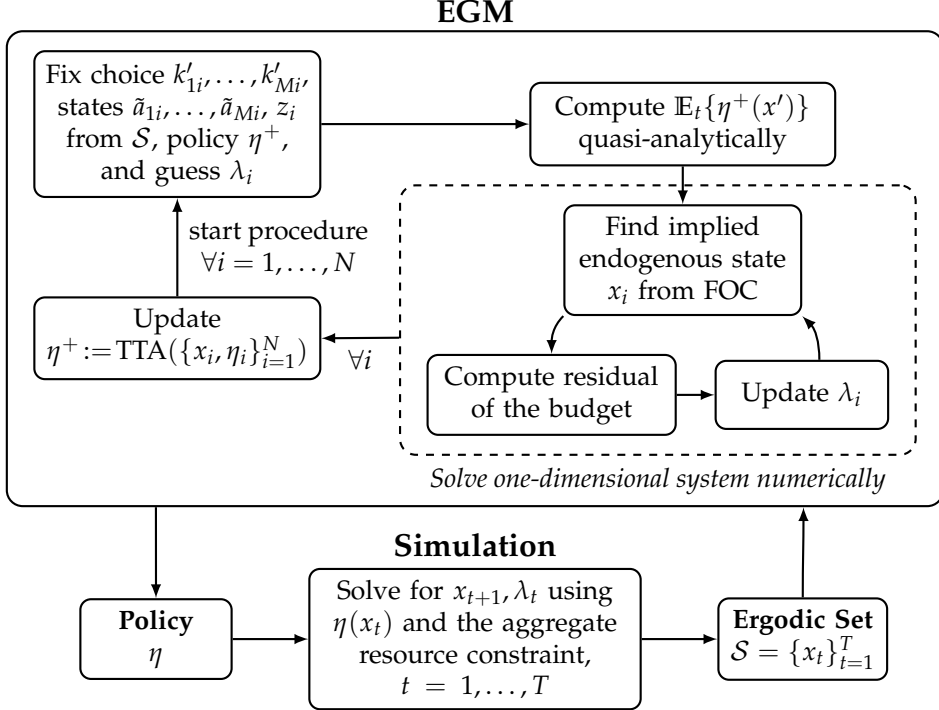 EGM
Fix choice k′₁ᵢ, . . . , k′_Mi,
states ã₁ᵢ, . . . , ã_Mi, zᵢ
from 𝒮, policy η⁺,
and guess λᵢ
Compute 𝔼ₜ{η⁺(x′)}
quasi-analytically
Find implied
endogenous state
xᵢ from FOC
start procedure
∀i = 1, . . . , N
Update
η⁺ := TTA({xᵢ, ηᵢ}ᴺᵢ₌₁)
∀i
Compute residual
of the budget
Update λᵢ
Solve one-dimensional system numerically
Simulation
Policy
η
Solve for xₜ₊₁, λₜ using
η(xₜ) and the aggregate
resource constraint,
t = 1, . . . , T
Ergodic Set
𝒮 = {xₜ}ᵀₜ₌₁